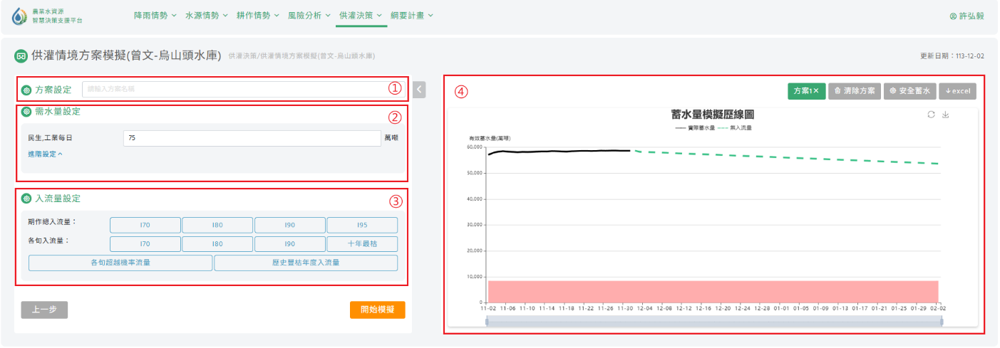 農業水資源
智慧決策支援平台
降雨情勢 水源情勢 耕作情勢 風險分析 供灌決策 綱要計畫
許弘毅
供灌情境方案模擬(曾文-烏山頭水庫) 供灌決策/供灌情境方案模擬(曾文-烏山頭水庫)
更新日期：113-12-02
方案設定 請輸入方案名稱 ①
需水量設定 ②
民生,工業每日 75 萬噸
進階設定
入流量設定 ③
期作總入流量： I70 I80 I90 I95
各旬入流量： I70 I80 I90 十年最枯
各旬超越機率流量 歷史豐枯年度入流量
上一步 開始模擬
④ 方案1× 清除方案 安全蓄水 ↓excel
蓄水量模擬歷線圖
實際蓄水量 無入流量
有效蓄水量(萬噸)
60,000
50,000
40,000
30,000
20,000
10,000
0
11-02 11-06 11-10 11-14 11-18 11-22 11-26 11-30 12-04 12-08 12-12 12-16 12-20 12-24 12-28 01-01 01-05 01-09 01-13 01-17 01-21 01-25 01-29 02-02